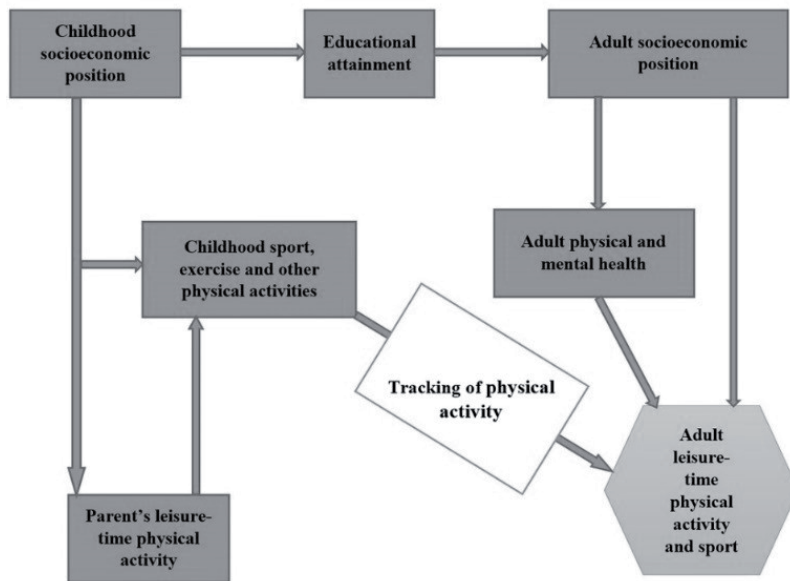 Childhood
socioeconomic
position
Educational
attainment
Adult socioeconomic
position
Childhood sport,
exercise and other
physical activities
Adult physical and
mental health
Tracking of physical
activity
Parent's leisure-
time physical
activity
Adult
leisure-
time
physical
activity
and sport